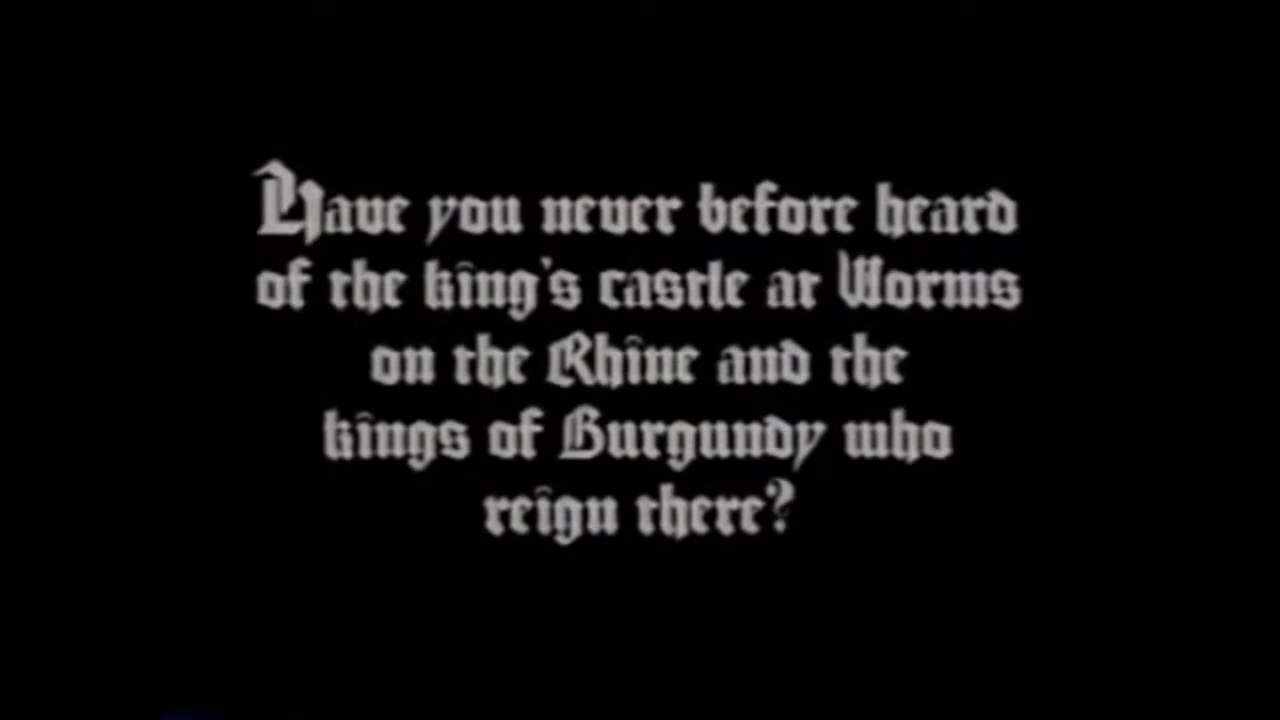 Have you never before heard
of the king's castle at Worms
on the Rhine and the
kings of Burgundy who
reign there?